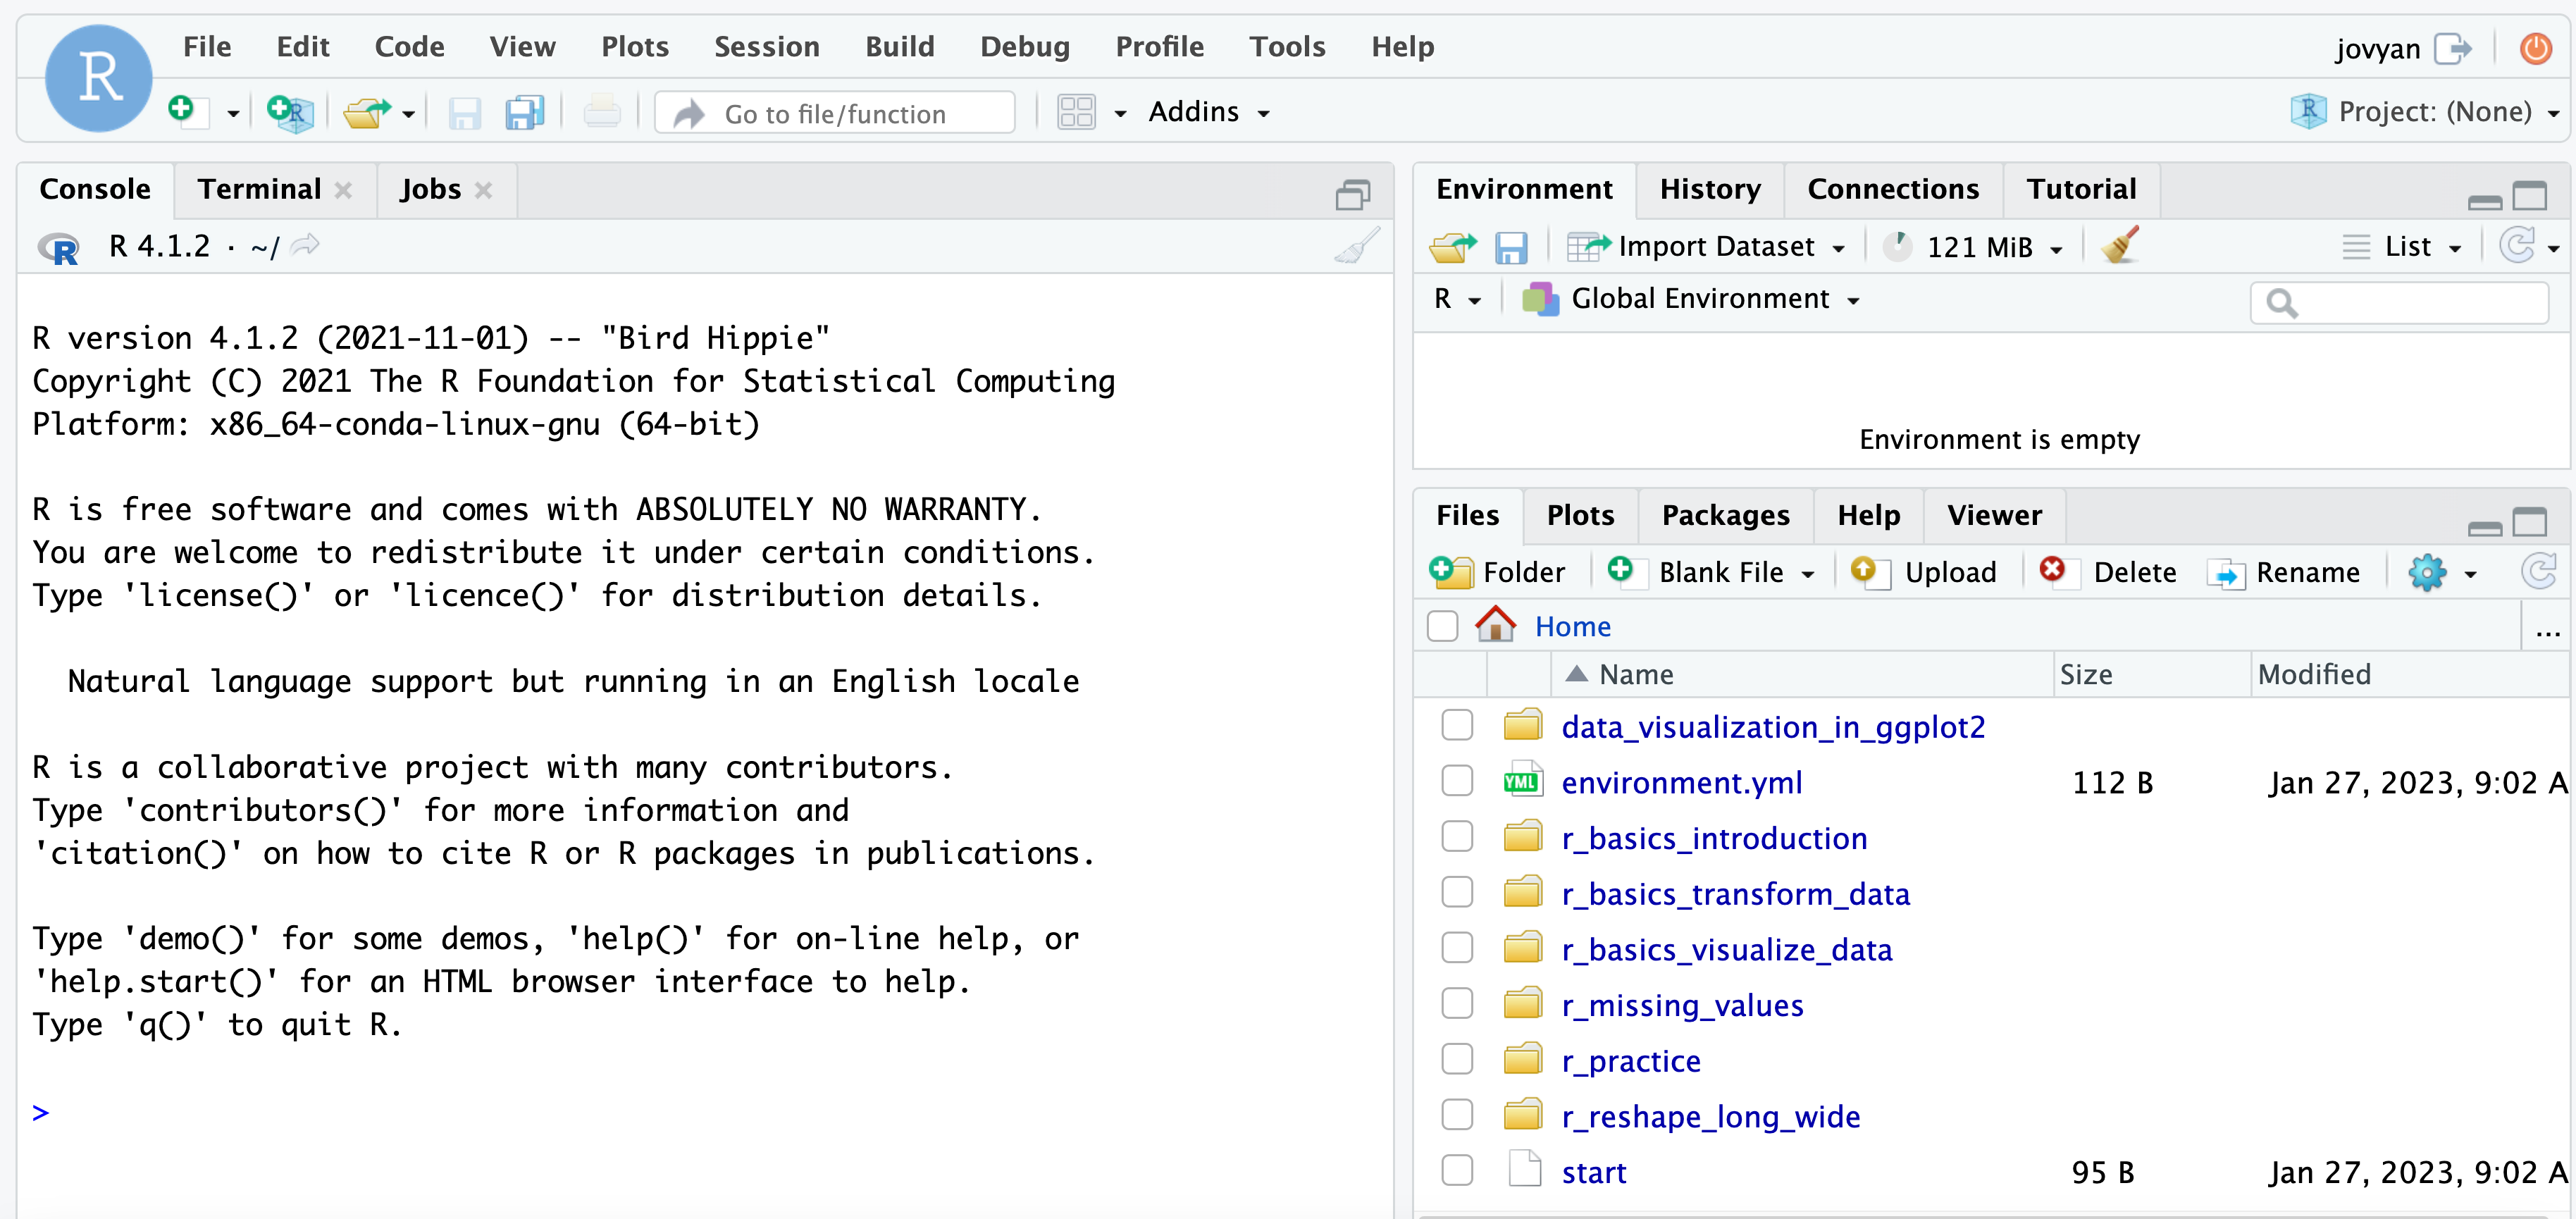 R
File Edit Code View Plots Session Build Debug Profile Tools Help
jovyan
Go to file/function
Addins
R Project: (None)
Console Terminal Jobs
R R 4.1.2 · ~/
R version 4.1.2 (2021-11-01) -- "Bird Hippie"
Copyright (C) 2021 The R Foundation for Statistical Computing
Platform: x86_64-conda-linux-gnu (64-bit)
R is free software and comes with ABSOLUTELY NO WARRANTY.
You are welcome to redistribute it under certain conditions.
Type 'license()' or 'licence()' for distribution details.
Natural language support but running in an English locale
R is a collaborative project with many contributors.
Type 'contributors()' for more information and
'citation()' on how to cite R or R packages in publications.
Type 'demo()' for some demos, 'help()' for on-line help, or
'help.start()' for an HTML browser interface to help.
Type 'q()' to quit R.
>
Environment History Connections Tutorial
Import Dataset 121 MiB List
R Global Environment
Environment is empty
Files Plots Packages Help Viewer
Folder Blank File Upload Delete Rename
Home ...
Name Size Modified
data_visualization_in_ggplot2
YML environment.yml 112 B Jan 27, 2023, 9:02 A
r_basics_introduction
r_basics_transform_data
r_basics_visualize_data
r_missing_values
r_practice
r_reshape_long_wide
start 95 B Jan 27, 2023, 9:02 A